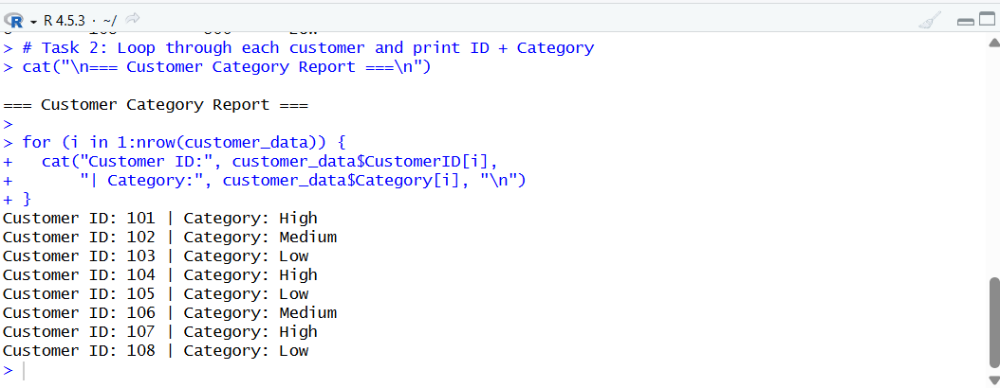 R 4.5.3 · ~/
> # Task 2: Loop through each customer and print ID + Category
> cat("\n=== Customer Category Report ===\n")

=== Customer Category Report ===
>
> for (i in 1:nrow(customer_data)) {
+   cat("Customer ID:", customer_data$CustomerID[i],
+       "| Category:", customer_data$Category[i], "\n")
+ }
Customer ID: 101 | Category: High
Customer ID: 102 | Category: Medium
Customer ID: 103 | Category: Low
Customer ID: 104 | Category: High
Customer ID: 105 | Category: Low
Customer ID: 106 | Category: Medium
Customer ID: 107 | Category: High
Customer ID: 108 | Category: Low
>